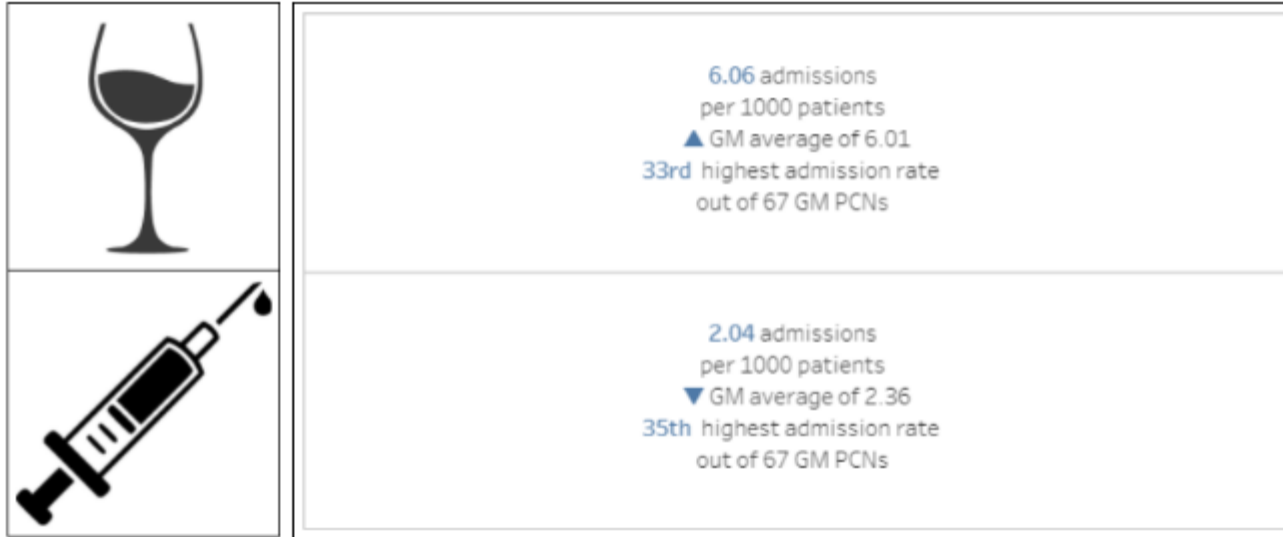 6.06 admissions
per 1000 patients
▲ GM average of 6.01
33rd highest admission rate
out of 67 GM PCNs
2.04 admissions
per 1000 patients
▼ GM average of 2.36
35th highest admission rate
out of 67 GM PCNs